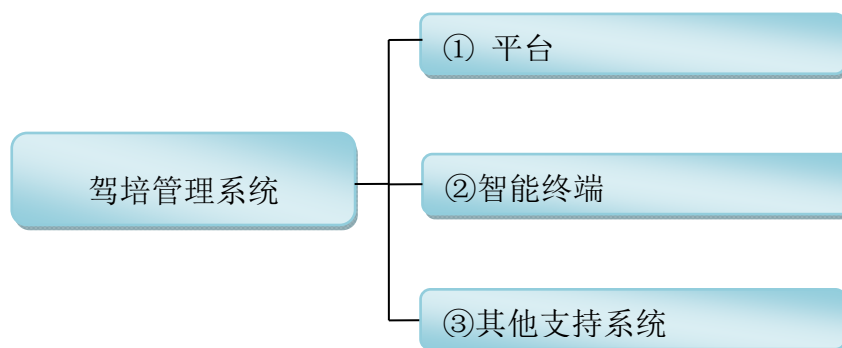 ① 平台
驾培管理系统
②智能终端
③其他支持系统